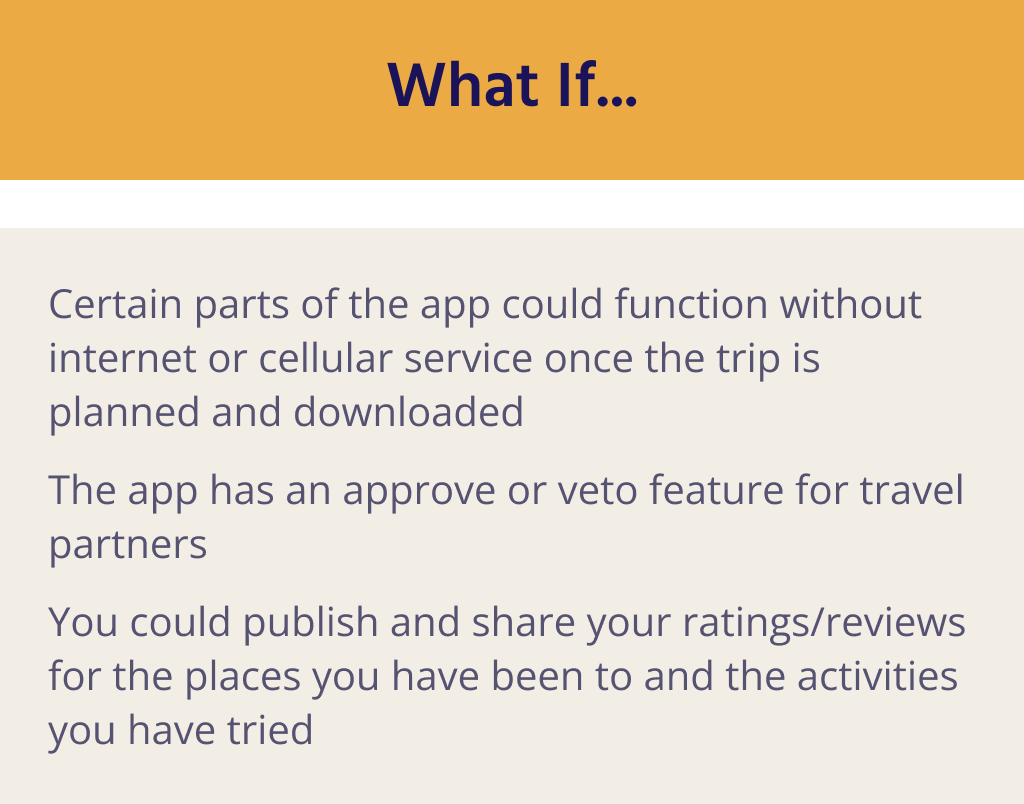 What If...
Certain parts of the app could function without
internet or cellular service once the trip is
planned and downloaded
The app has an approve or veto feature for travel
partners
You could publish and share your ratings/reviews
for the places you have been to and the activities
you have tried